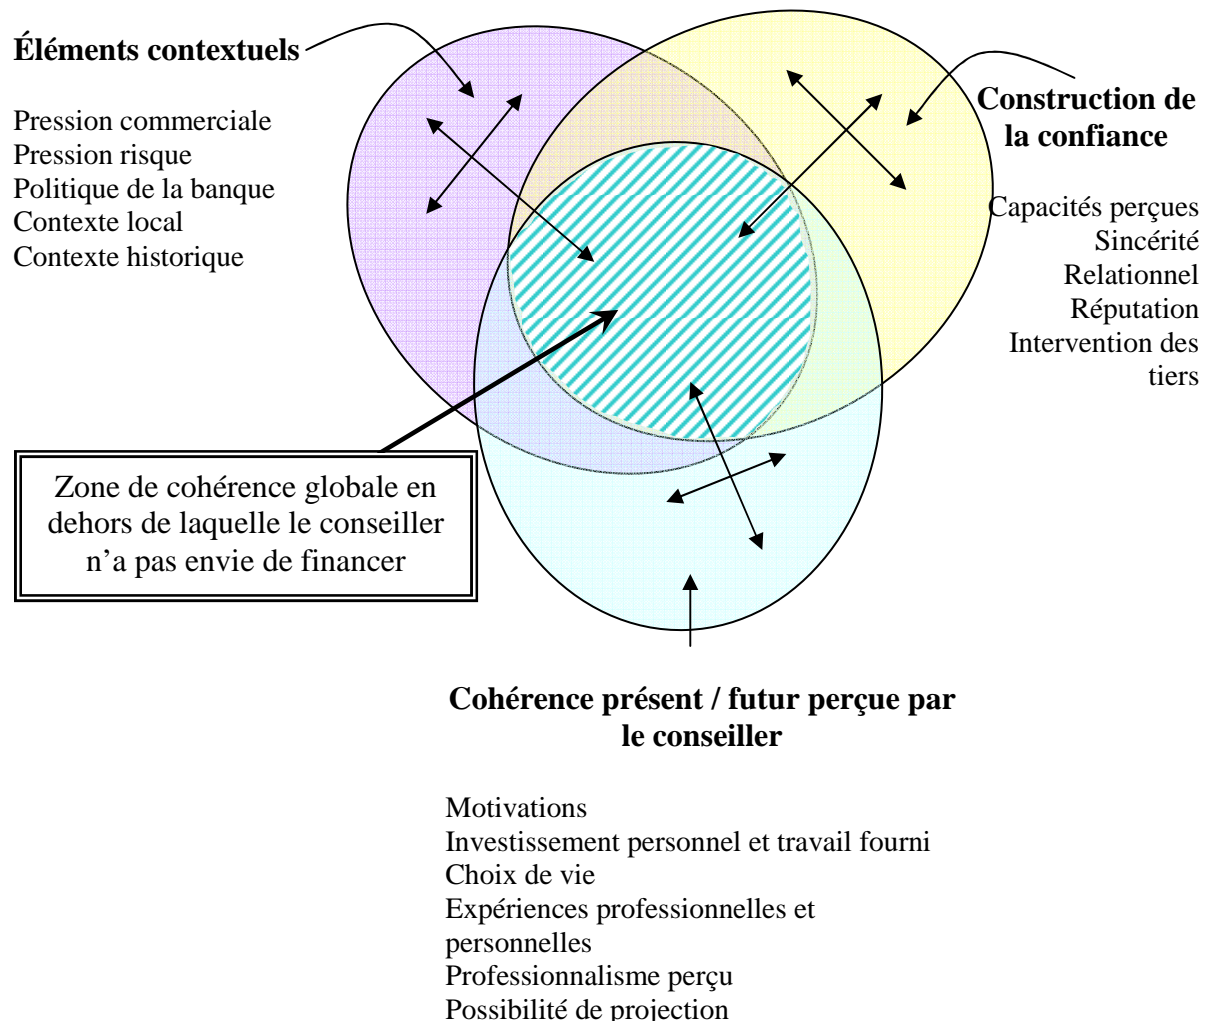 Éléments contextuels
Pression commerciale
Pression risque
Politique de la banque
Contexte local
Contexte historique
Construction de
la confiance
Capacités perçues
Sincérité
Relationnel
Réputation
Intervention des
tiers
Zone de cohérence globale en
dehors de laquelle le conseiller
n’a pas envie de financer
Cohérence présent / futur perçue par
le conseiller
Motivations
Investissement personnel et travail fourni
Choix de vie
Expériences professionnelles et
personnelles
Professionnalisme perçu
Possibilité de projection